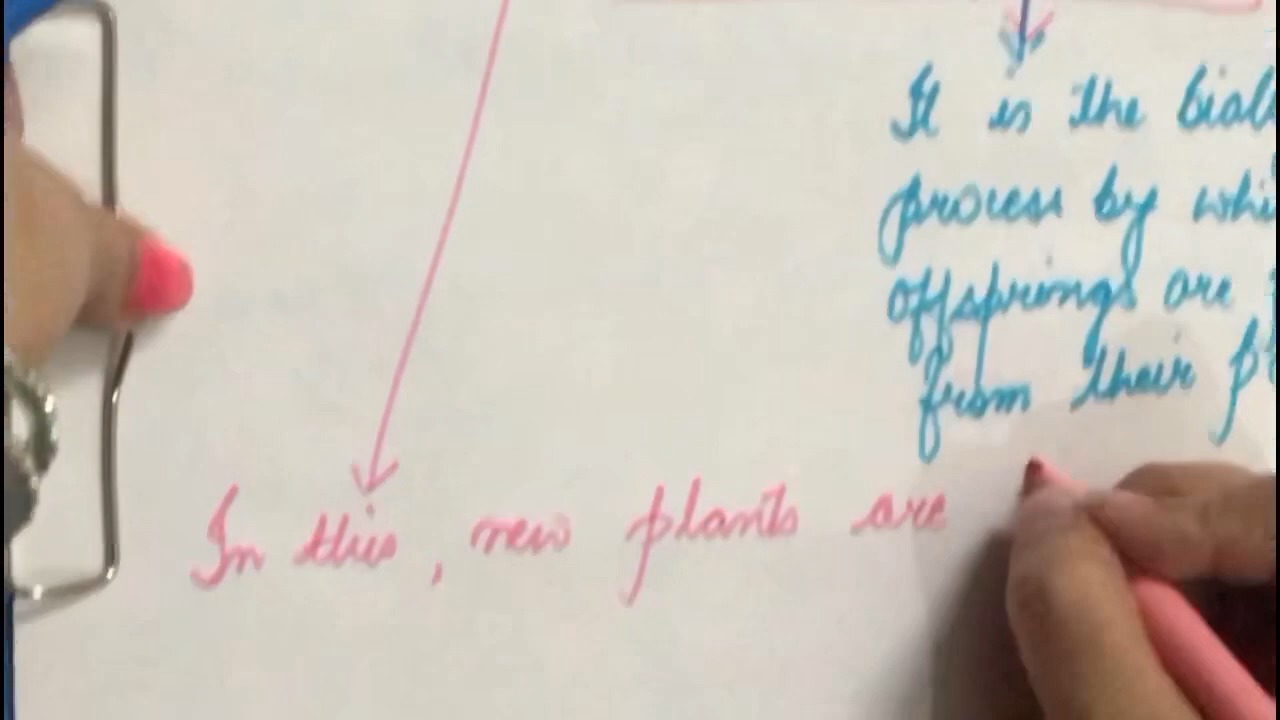 It is the biol
process by whi
offsprings are
from their p
In this, new plants are